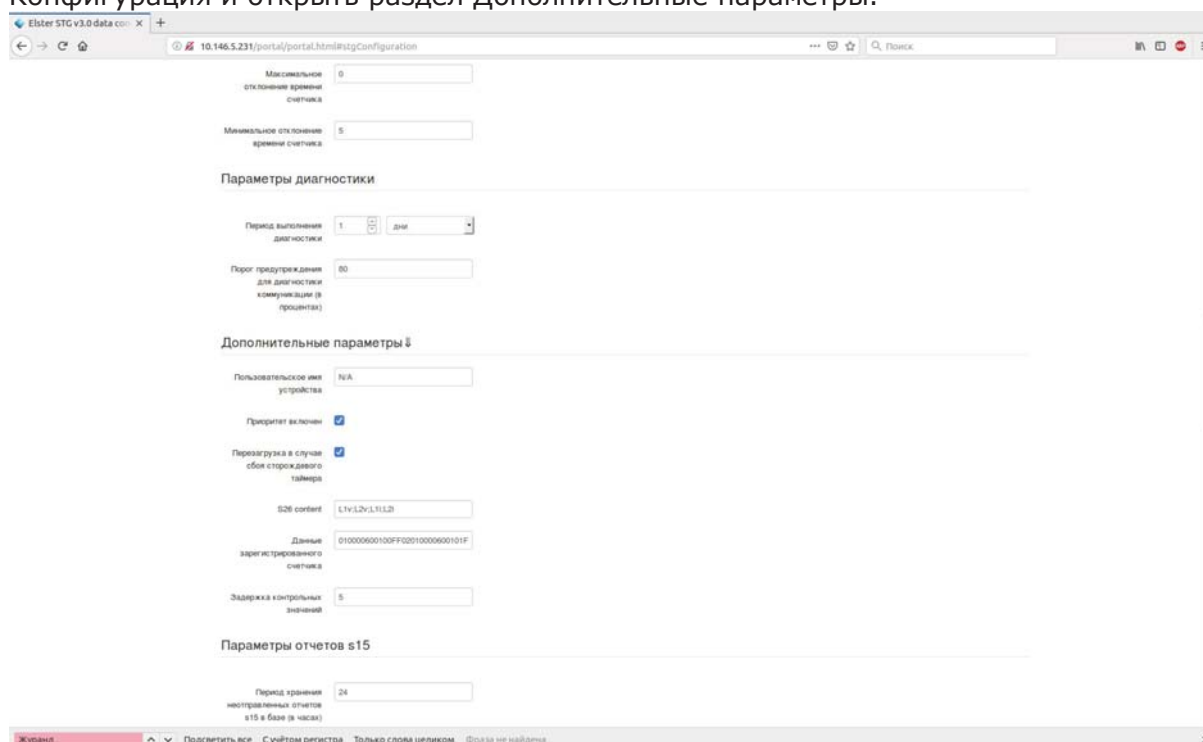 Конфигурация и открыть раздел Дополнительные параметры.
Elster STG v3.0 data con
10.146.5.231/portal/portal.html#stgConfiguration
Поиск
Максимальное отклонение времени счетчика
0
Минимальное отклонение времени счетчика
5
Параметры диагностики
Период выполнения диагностики
1
дни
Порог предупреждения для диагностики коммуникации (в процентах)
80
Дополнительные параметры⇓
Пользовательское имя устройства
N/A
Приоритет включен
Перезагрузка в случае сбоя сторождевого таймера
S26 content
L1v;L2v;L1i;L2i
Данные зарегистрированного счетчика
010000600100FF02010000600101F
Задержка контрольных значений
5
Параметры отчетов s15
Период хранения неотправленных отчетов s15 в базе (в часах)
24
Журнал
Подсветить все С учётом регистра Только слова целиком Фраза не найдена